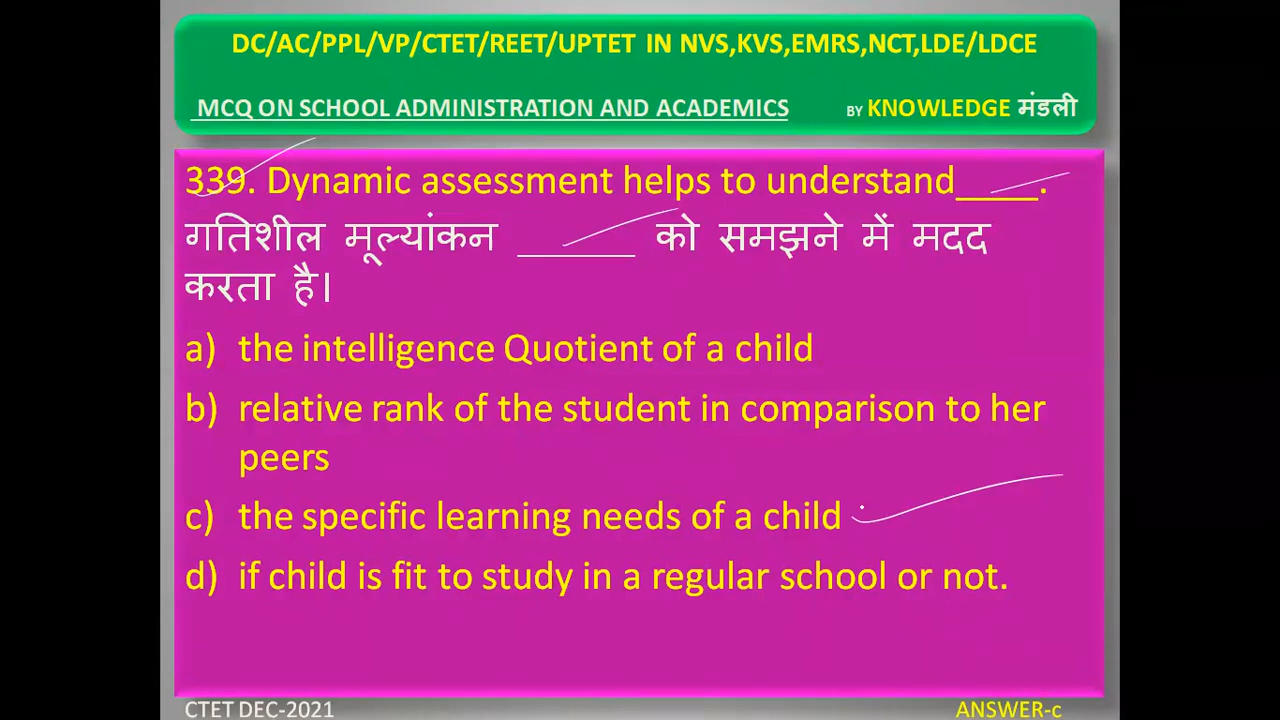 DC/AC/PPL/VP/CTET/REET/UPTET IN NVS,KVS,EMRS,NCT,LDE/LDCE
MCQ ON SCHOOL ADMINISTRATION AND ACADEMICS BY KNOWLEDGE मंडली
339. Dynamic assessment helps to understand_____.
गतिशील मूल्यांकन ______ को समझने में मदद
करता है।
a) the intelligence Quotient of a child
b) relative rank of the student in comparison to her
peers
c) the specific learning needs of a child
d) if child is fit to study in a regular school or not.
CTET DEC-2021 ANSWER-c